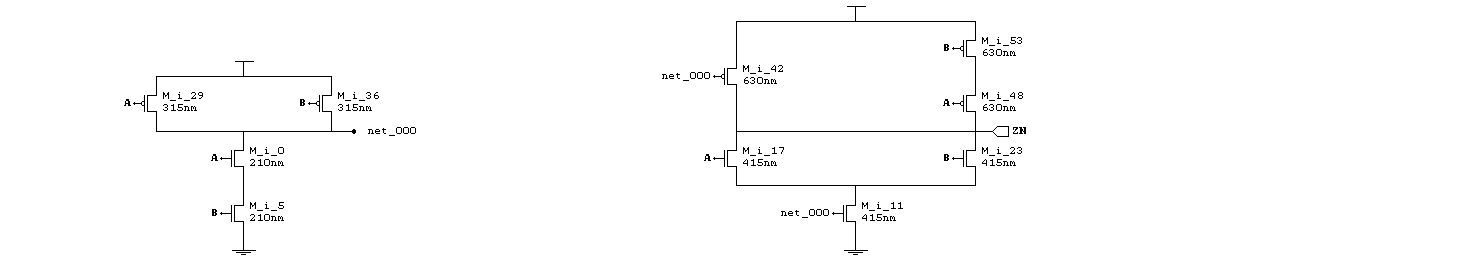 A
M_i_29
315nm
B
M_i_36
315nm
net_000
A
M_i_0
210nm
B
M_i_5
210nm
net_000
M_i_42
630nm
B
M_i_53
630nm
A
M_i_48
630nm
ZN
A
M_i_17
415nm
B
M_i_23
415nm
net_000
M_i_11
415nm